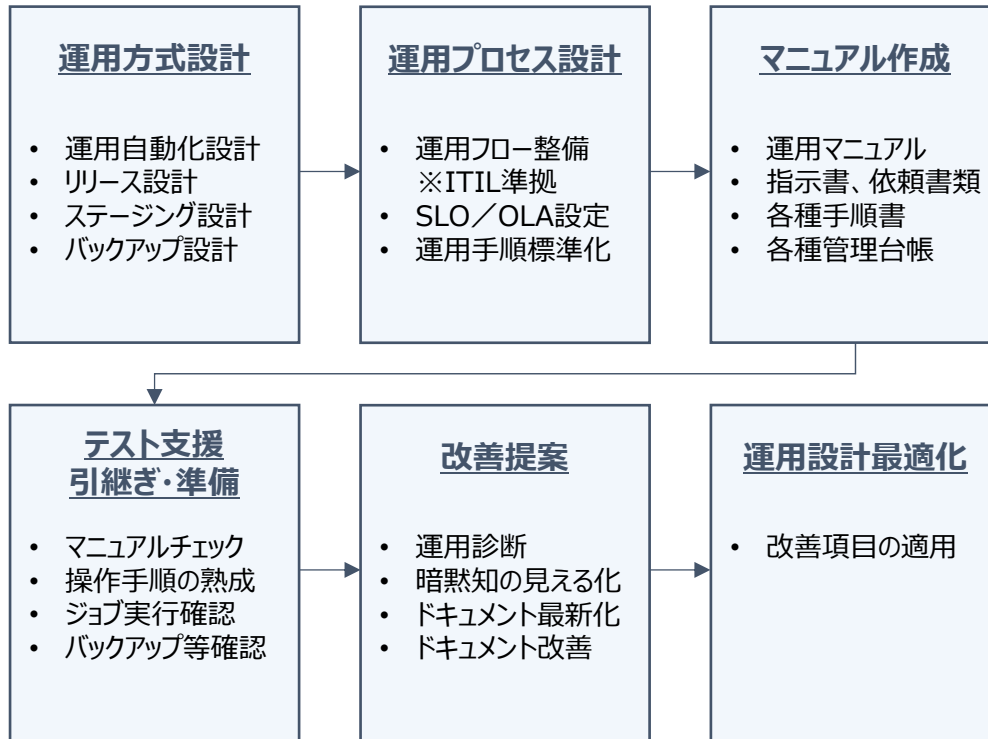 運用方式設計
• 運用自動化設計
• リリース設計
• ステージング設計
• バックアップ設計
運用プロセス設計
• 運用フロー整備
※ITIL準拠
• SLO／OLA設定
• 運用手順標準化
マニュアル作成
• 運用マニュアル
• 指示書、依頼書類
• 各種手順書
• 各種管理台帳
テスト支援
引継ぎ・準備
• マニュアルチェック
• 操作手順の熟成
• ジョブ実行確認
• バックアップ等確認
改善提案
• 運用診断
• 暗黙知の見える化
• ドキュメント最新化
• ドキュメント改善
運用設計最適化
• 改善項目の適用